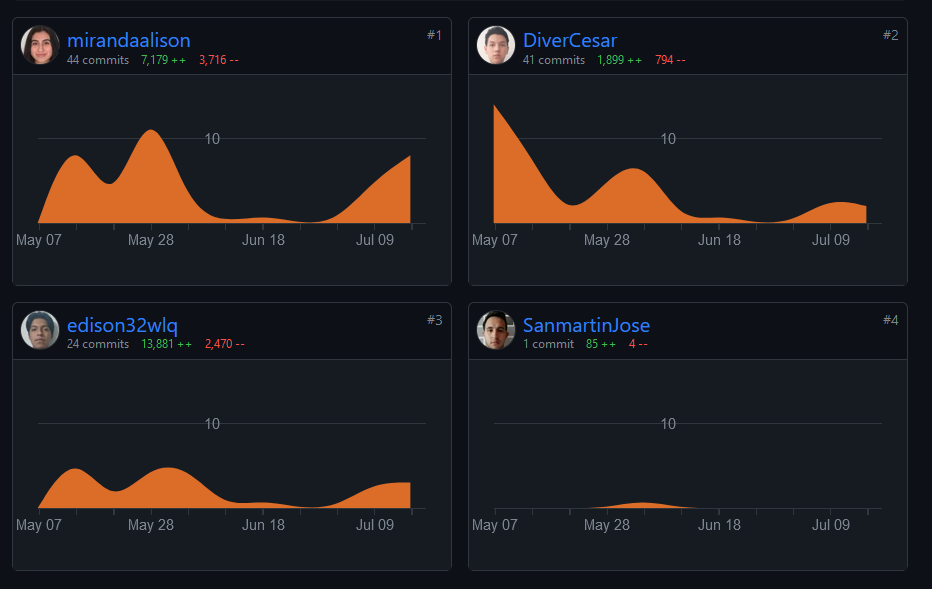 mirandaalison #1
44 commits 7,179 ++ 3,716 --
10
May 07 May 28 Jun 18 Jul 09
DiverCesar #2
41 commits 1,899 ++ 794 --
10
May 07 May 28 Jun 18 Jul 09
edison32wlq #3
24 commits 13,881 ++ 2,470 --
10
May 07 May 28 Jun 18 Jul 09
SanmartinJose #4
1 commit 85 ++ 4 --
10
May 07 May 28 Jun 18 Jul 09